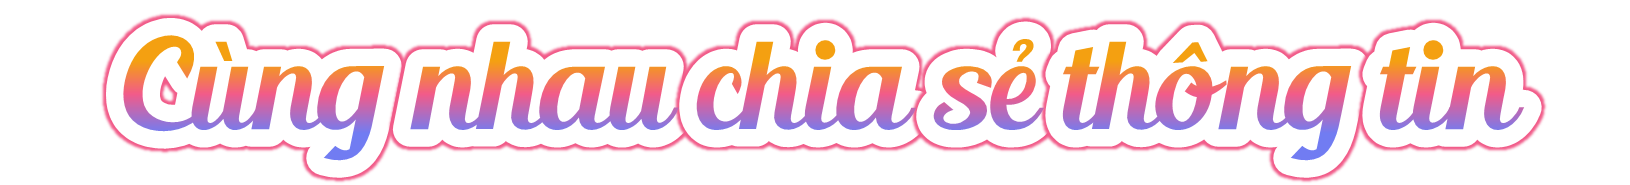 Cùng nhau chia sẻ thông tin